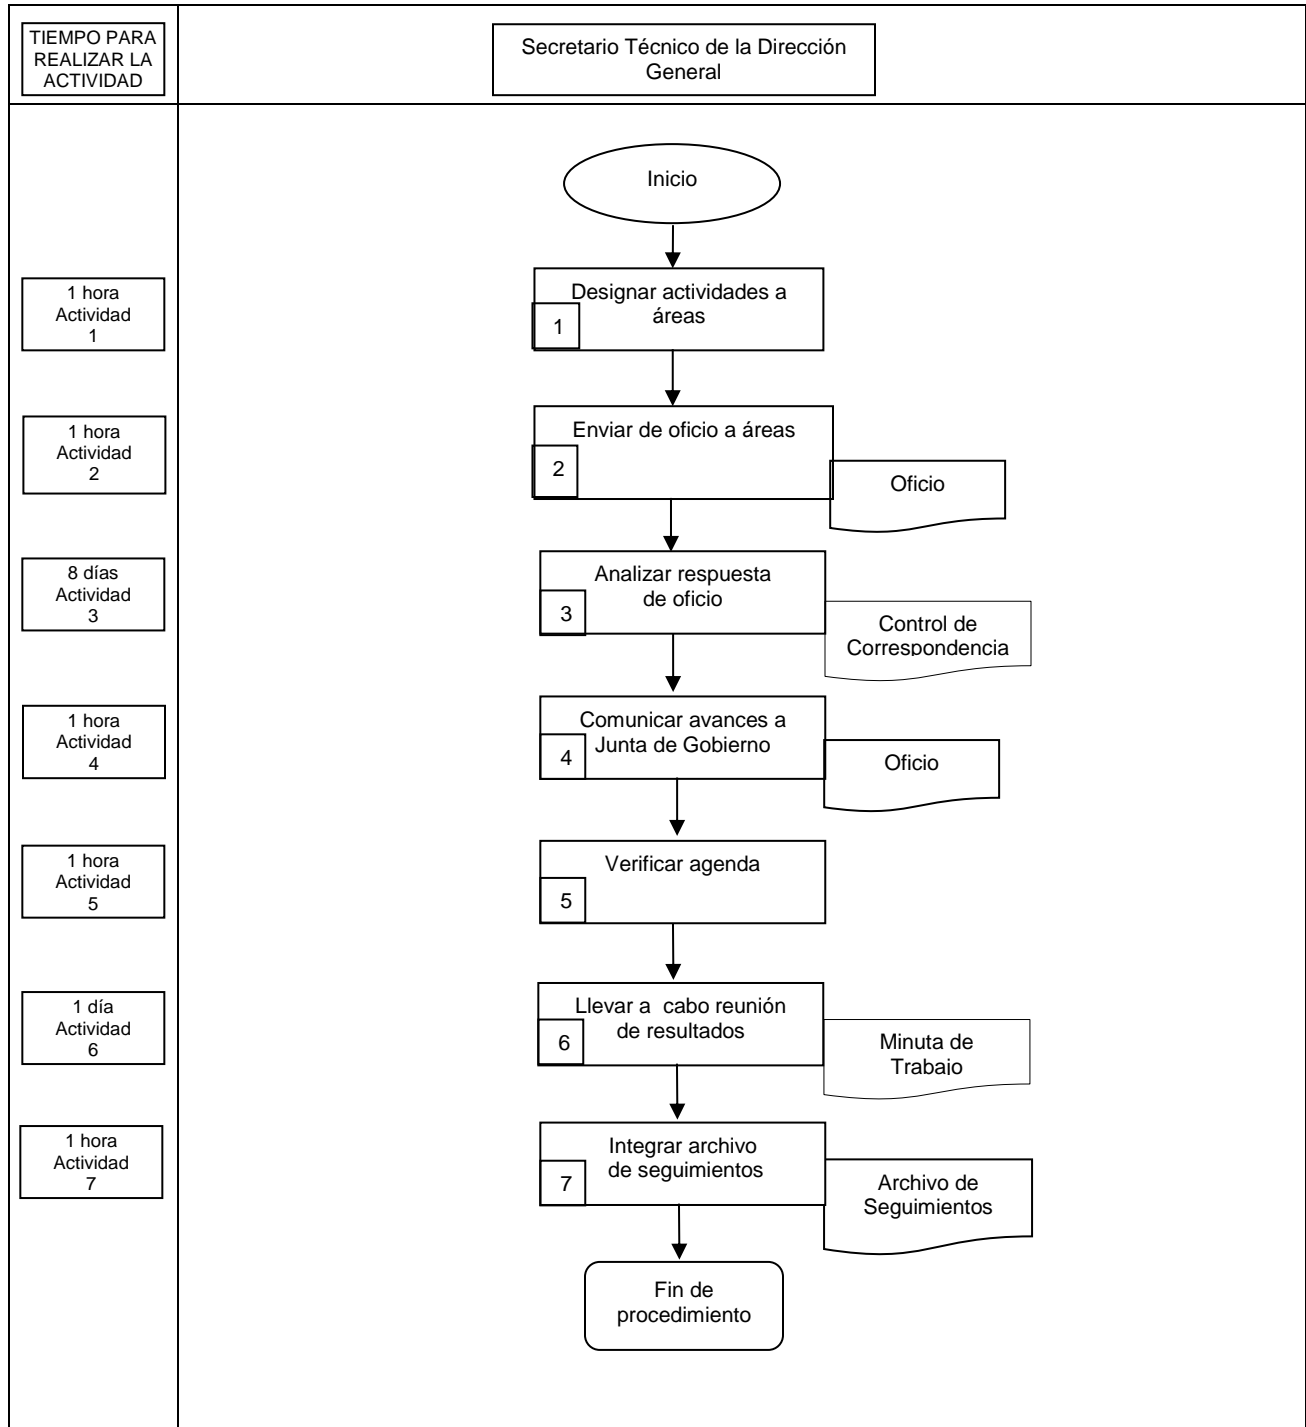 TIEMPO PARA
REALIZAR LA
ACTIVIDAD
Secretario Técnico de la Dirección
General
Inicio
1 hora
Actividad
1
Designar actividades a
áreas
1
1 hora
Actividad
2
Enviar de oficio a áreas
2
Oficio
8 días
Actividad
3
Analizar respuesta
de oficio
3
Control de
Correspondencia
1 hora
Actividad
4
Comunicar avances a
Junta de Gobierno
4
Oficio
1 hora
Actividad
5
Verificar agenda
5
1 día
Actividad
6
Llevar a cabo reunión
de resultados
6
Minuta de
Trabajo
1 hora
Actividad
7
Integrar archivo
de seguimientos
7
Archivo de
Seguimientos
Fin de
procedimiento